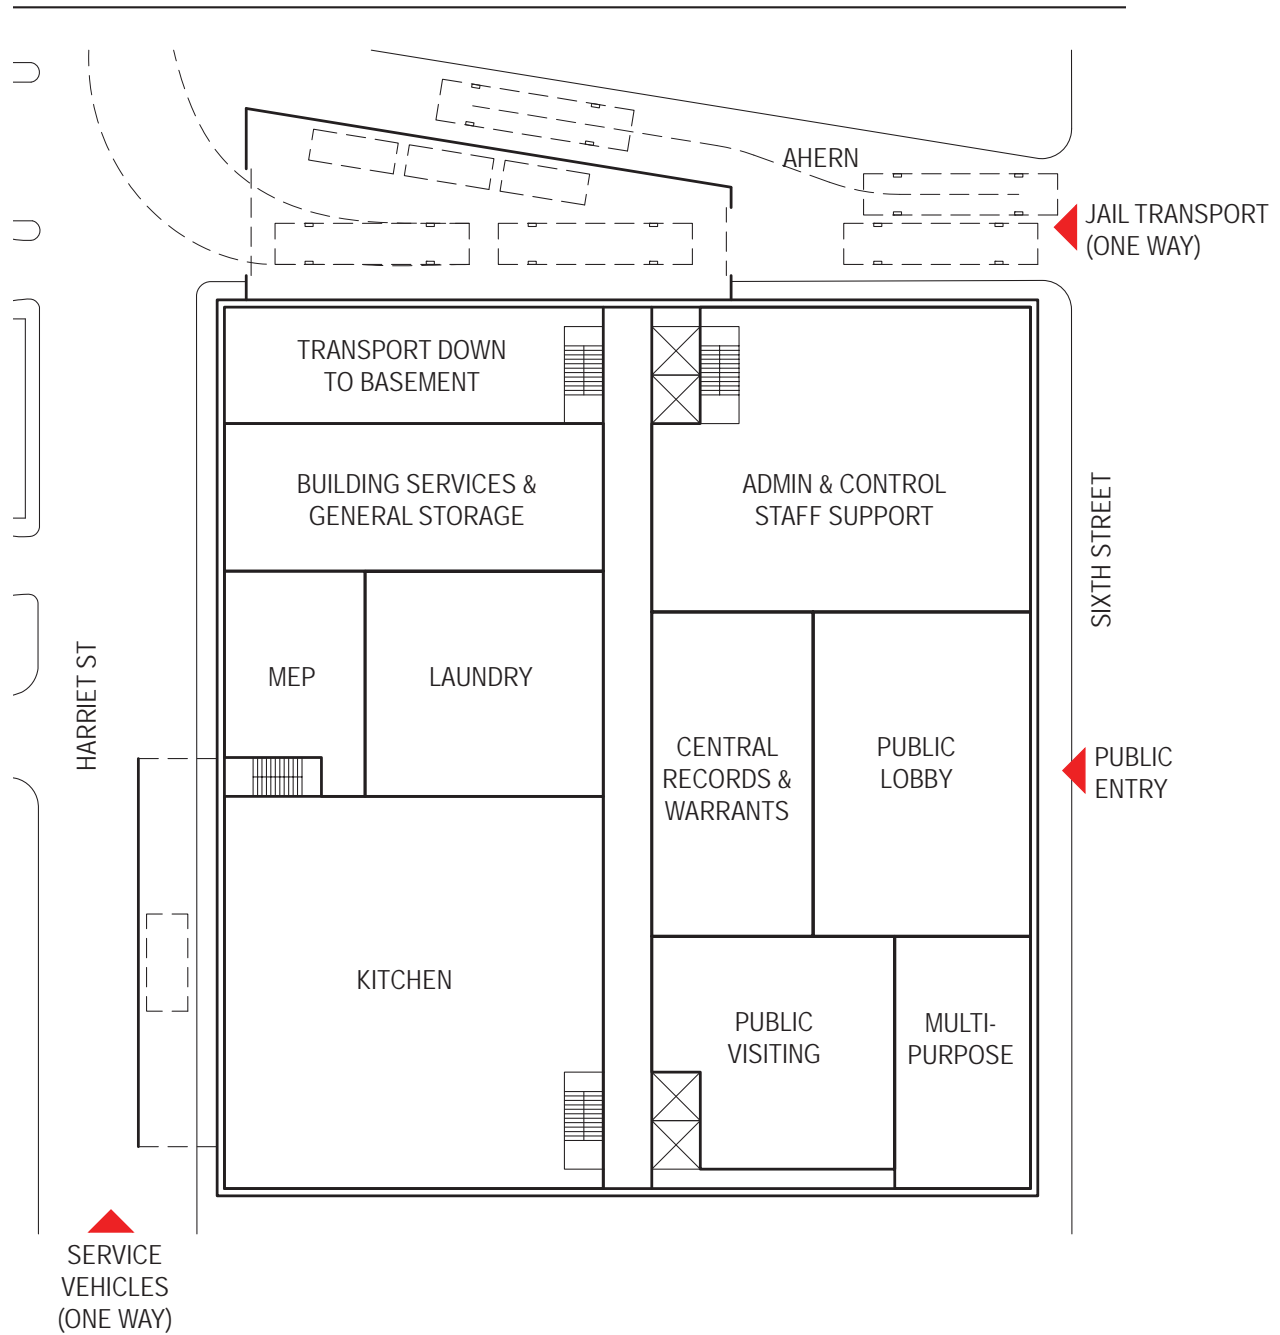 AHERN
JAIL TRANSPORT
(ONE WAY)
TRANSPORT DOWN
TO BASEMENT
BUILDING SERVICES &
GENERAL STORAGE
ADMIN & CONTROL
STAFF SUPPORT
SIXTH STREET
HARRIET ST
MEP
LAUNDRY
CENTRAL
RECORDS &
WARRANTS
PUBLIC
LOBBY
PUBLIC
ENTRY
KITCHEN
PUBLIC
VISITING
MULTI-
PURPOSE
SERVICE
VEHICLES
(ONE WAY)